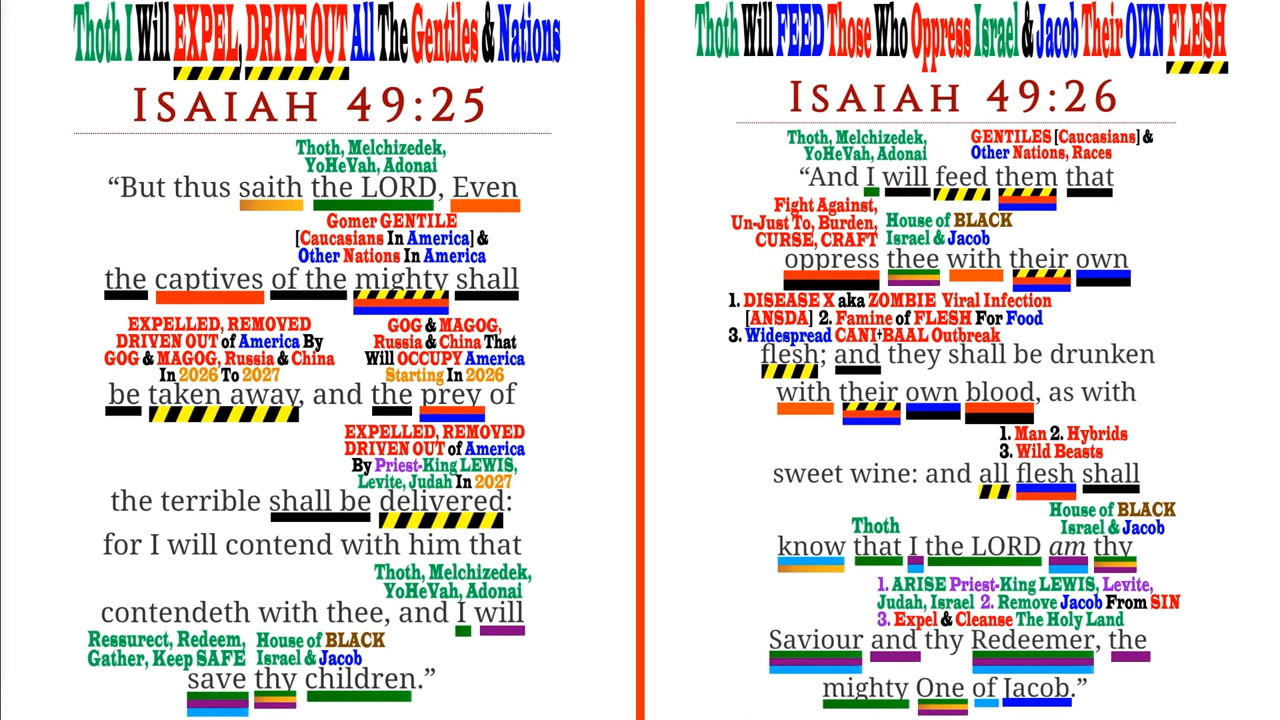 Thoth I Will EXPEL, DRIVE OUT All The Gentiles & Nations
ISAIAH 49:25
Thoth, Melchizedek,
YoHeVah, Adonai
“But thus saith the LORD, Even
Gomer GENTILE
[Caucasians In America] &
Other Nations In America
the captives of the mighty shall
EXPELLED, REMOVED
DRIVEN OUT of America By
GOG & MAGOG, Russia & China
In 2026 To 2027
GOG & MAGOG,
Russia & China That
Will OCCUPY America
Starting In 2026
be taken away, and the prey of
EXPELLED, REMOVED
DRIVEN OUT of America
By Priest-King LEWIS,
Levite, Judah In 2027
the terrible shall be delivered:
for I will contend with him that
Thoth, Melchizedek,
YoHeVah, Adonai
contendeth with thee, and I will
Ressurect, Redeem,
Gather, Keep SAFE
House of BLACK
Israel & Jacob
save thy children.”
Thoth Will FEED Those Who Oppress Israel & Jacob Their OWN FLESH
ISAIAH 49:26
Thoth, Melchizedek,
YoHeVah, Adonai
GENTILES [Caucasians] &
Other Nations, Races
“And I will feed them that
Fight Against,
Un-Just To, Burden,
CURSE, CRAFT
House of BLACK
Israel & Jacob
oppress thee with their own
1. DISEASE X aka ZOMBIE Viral Infection
[ANSDA] 2. Famine of FLESH For Food
3. Widespread CANI†BAAL Outbreak
flesh; and they shall be drunken
with their own blood, as with
1. Man 2. Hybrids
3. Wild Beasts
sweet wine: and all flesh shall
Thoth
House of BLACK
Israel & Jacob
know that I the LORD am thy
1. ARISE Priest-King LEWIS, Levite,
Judah, Israel 2. Remove Jacob From SIN
3. Expel & Cleanse The Holy Land
Saviour and thy Redeemer, the
mighty One of Jacob.”